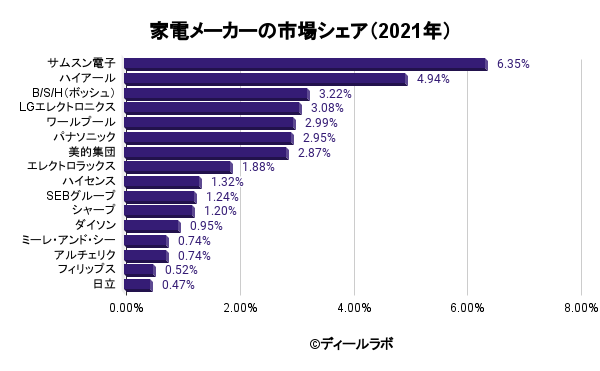 家電メーカーの市場シェア（2021年）
サムスン電子 6.35%
ハイアール 4.94%
B/S/H（ボッシュ） 3.22%
LGエレクトロニクス 3.08%
ワールプール 2.99%
パナソニック 2.95%
美的集団 2.87%
エレクトロラックス 1.88%
ハイセンス 1.32%
SEBグループ 1.24%
シャープ 1.20%
ダイソン 0.95%
ミーレ・アンド・シー 0.74%
アルチェリク 0.74%
フィリップス 0.52%
日立 0.47%
0.00% 2.00% 4.00% 6.00% 8.00%
©ディールラボ